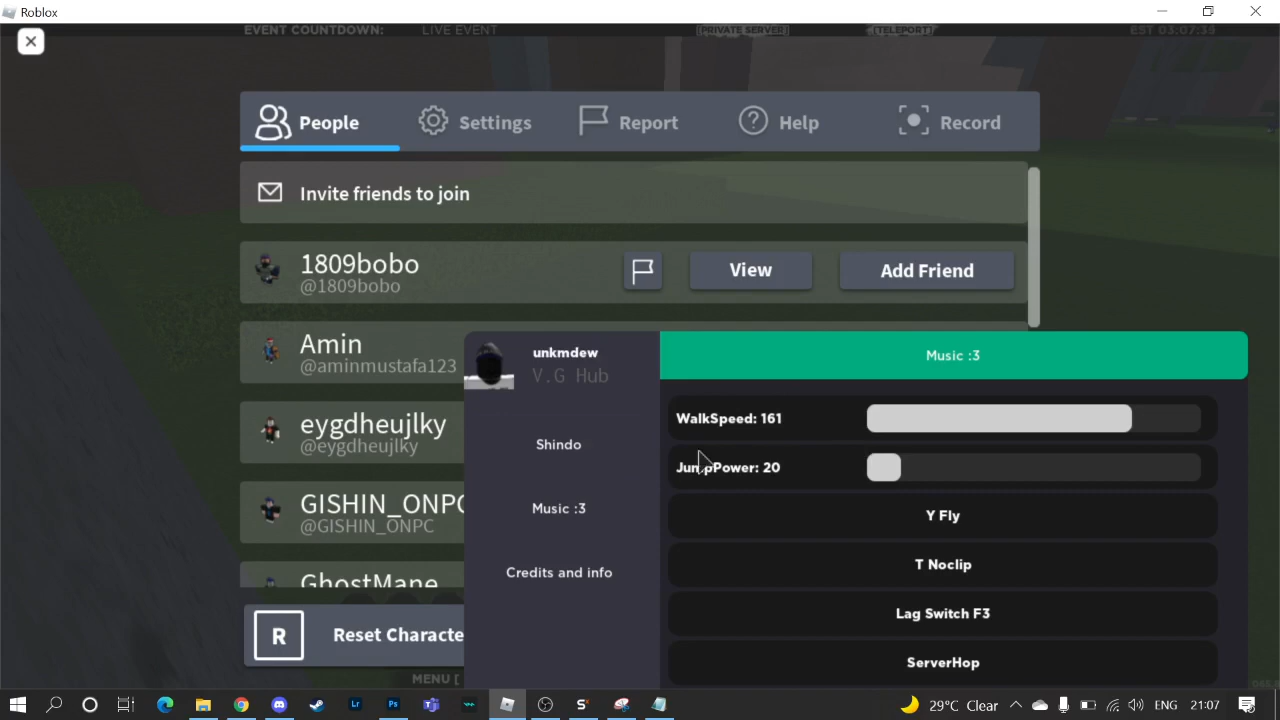 Roblox
EVENT COUNTDOWN: LIVE EVENT [PRIVATE SERVER] [TELEPORT] EST 03:07:39
People Settings Report Help Record
Invite friends to join
1809bobo
@1809bobo
View Add Friend
Amin
@aminmustafa123
eygdheujlky
@eygdheujlky
GISHIN_ONPC
@GISHIN_ONPC
GhostMane
R Reset Characte
MENU [
unkmdew
V.G Hub
Shindo
Music :3
Credits and info
Music :3
WalkSpeed: 161
JumpPower: 20
Y Fly
T Noclip
Lag Switch F3
ServerHop
29°C Clear ENG 21:07